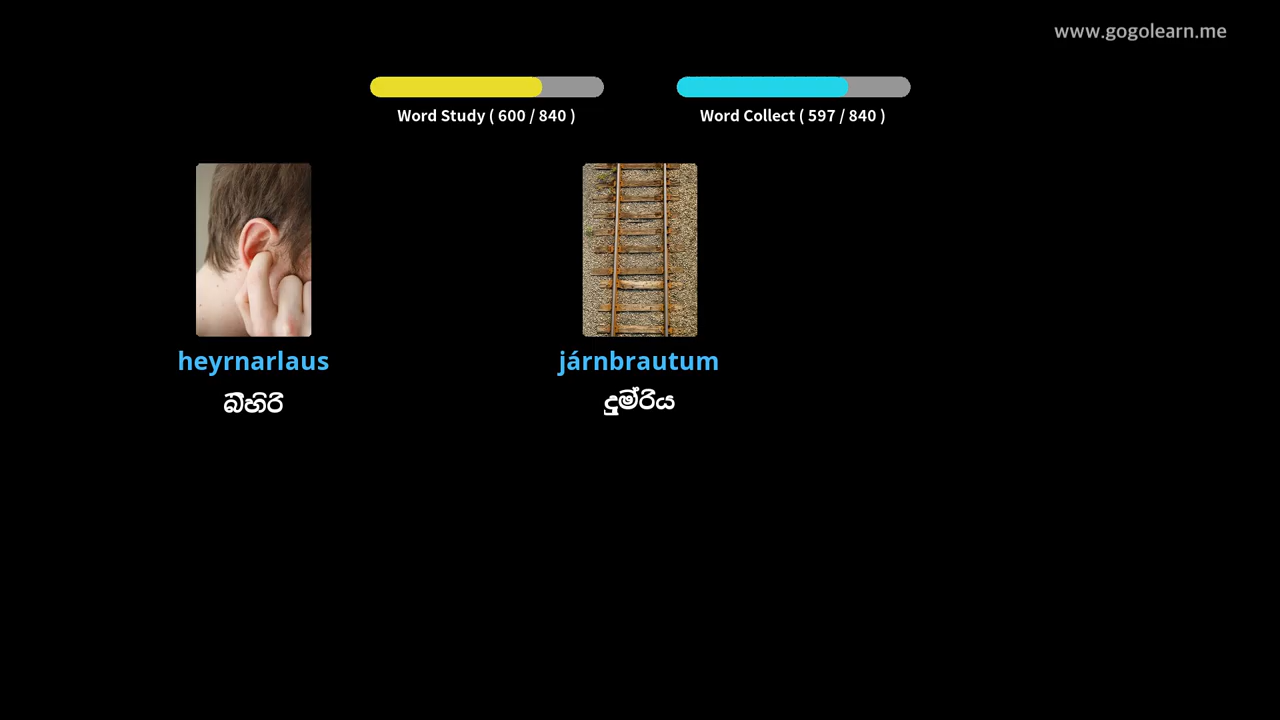 www.gogolearn.me
Word Study ( 600 / 840 )
Word Collect ( 597 / 840 )
heyrnarlaus
járnbrautum
බිහිරි
දුම්රිය